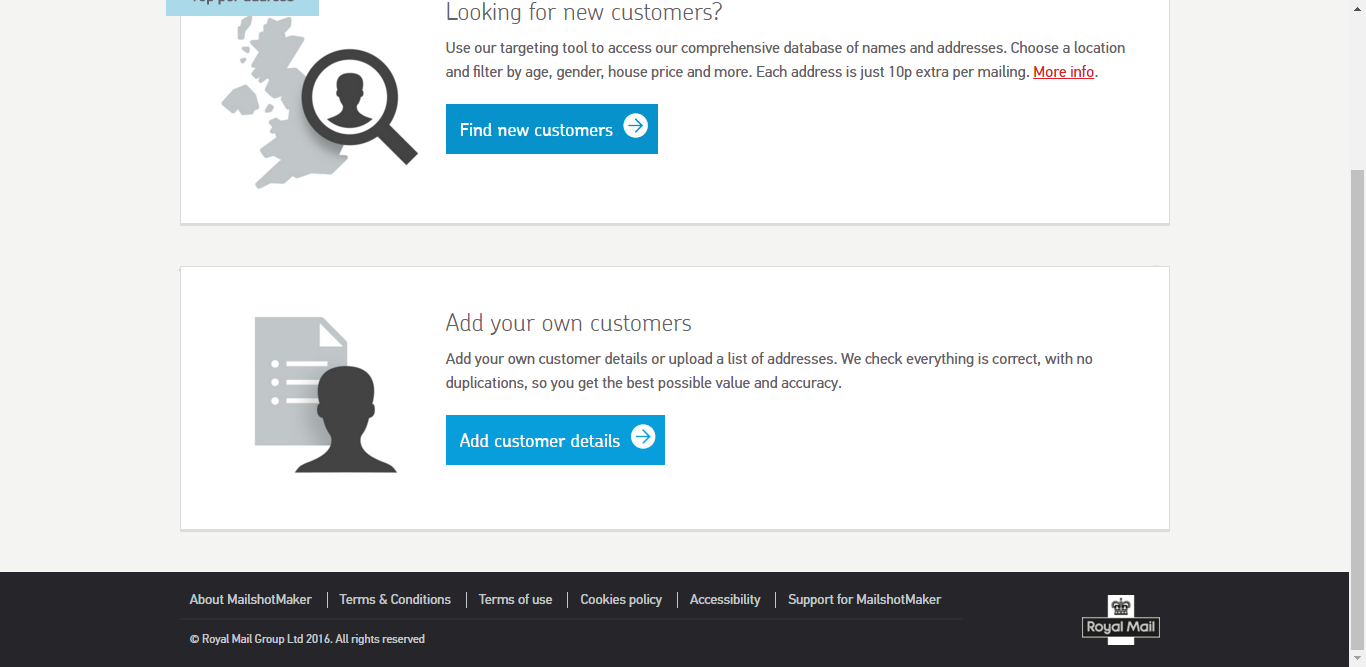 10p per address
Looking for new customers?
Use our targeting tool to access our comprehensive database of names and addresses. Choose a location
and filter by age, gender, house price and more. Each address is just 10p extra per mailing. More info.
Find new customers
Add your own customers
Add your own customer details or upload a list of addresses. We check everything is correct, with no
duplications, so you get the best possible value and accuracy.
Add customer details
About MailshotMaker
Terms & Conditions
Terms of use
Cookies policy
Accessibility
Support for MailshotMaker
© Royal Mail Group Ltd 2016. All rights reserved
Royal Mail